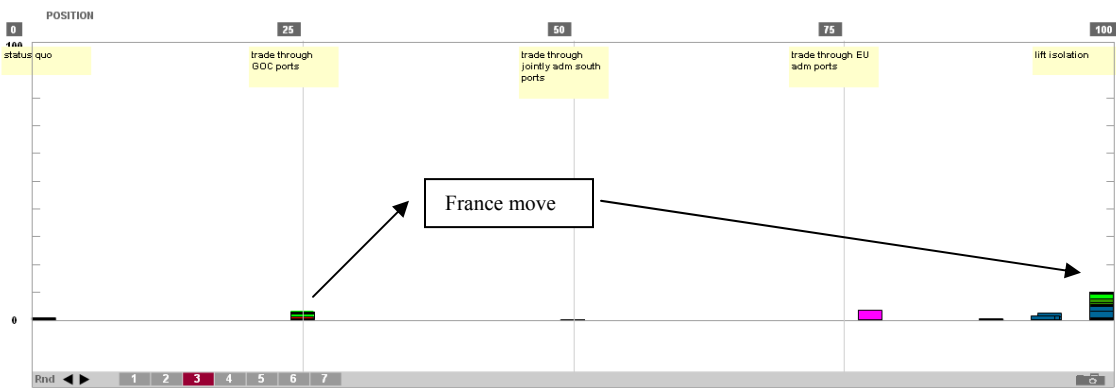 POSITION
0 25 50 75 100
100
status quo
trade through
GOC ports
trade through
jointly adm south
ports
trade through EU
adm ports
lift isolation
France move
0
Rnd 1 2 3 4 5 6 7